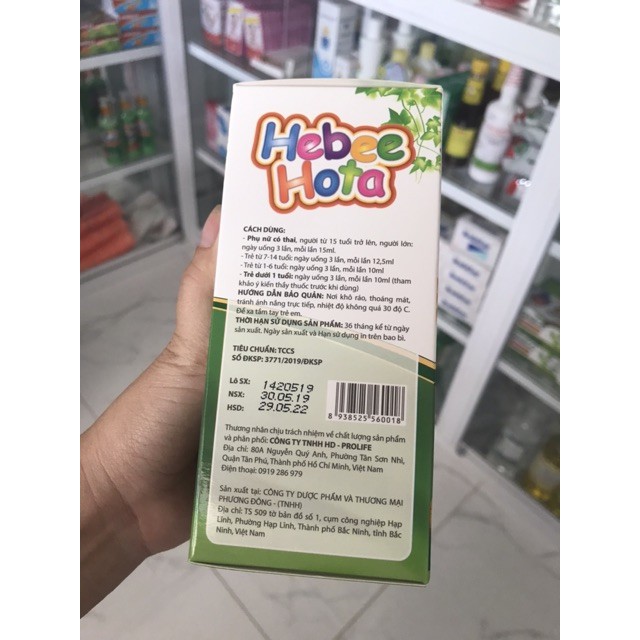 Hebee
Hota
CÁCH DÙNG:
- Phụ nữ có thai, người từ 15 tuổi trở lên, người lớn:
ngày uống 3 lần, mỗi lần 15ml.
- Trẻ từ 7-14 tuổi: ngày uống 3 lần, mỗi lần 12,5ml
- Trẻ từ 1-6 tuổi: ngày uống 3 lần, mỗi lần 10ml
- Trẻ dưới 1 tuổi: ngày uống 3 lần, mỗi lần 10ml (tham
khảo ý kiến thầy thuốc trước khi dùng)
HƯỚNG DẪN BẢO QUẢN: Nơi khô ráo, thoáng mát,
tránh ánh nắng trực tiếp, nhiệt độ không quá 30 độ C.
Để xa tầm tay trẻ em.
THỜI HẠN SỬ DỤNG SẢN PHẨM: 36 tháng kể từ ngày
sản xuất. Ngày sản xuất và Hạn sử dụng in trên bao bì.
TIÊU CHUẨN: TCCS
SỐ ĐKSP: 3771/2019/ĐKSP
Lô SX: 1420519
NSX: 30.05.19
HSD: 29.05.22
8 938525 560018
Thương nhân chịu trách nhiệm về chất lượng sản phẩm
và phân phối: CÔNG TY TNHH HD - PROLIFE
Địa chỉ: 80A Nguyễn Quý Anh, Phường Tân Sơn Nhì,
Quận Tân Phú, Thành phố Hồ Chí Minh, Việt Nam
Điện thoại: 0919 286 979
Sản xuất tại: CÔNG TY DƯỢC PHẨM VÀ THƯƠNG MẠI
PHƯƠNG ĐÔNG - (TNHH)
Địa chỉ: TS 509 tờ bản đồ số 1, cụm công nghiệp Hạp
Lĩnh, Phường Hạp Lĩnh, Thành phố Bắc Ninh, tỉnh Bắc
Ninh, Việt Nam